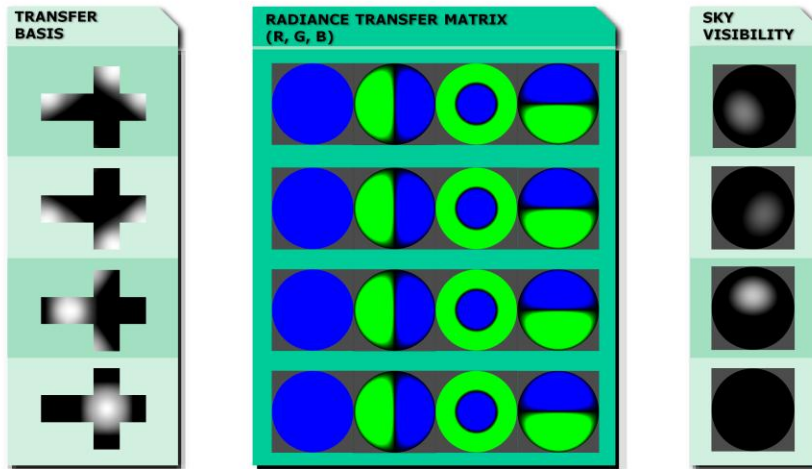 TRANSFER
BASIS
RADIANCE TRANSFER MATRIX
(R, G, B)
SKY
VISIBILITY